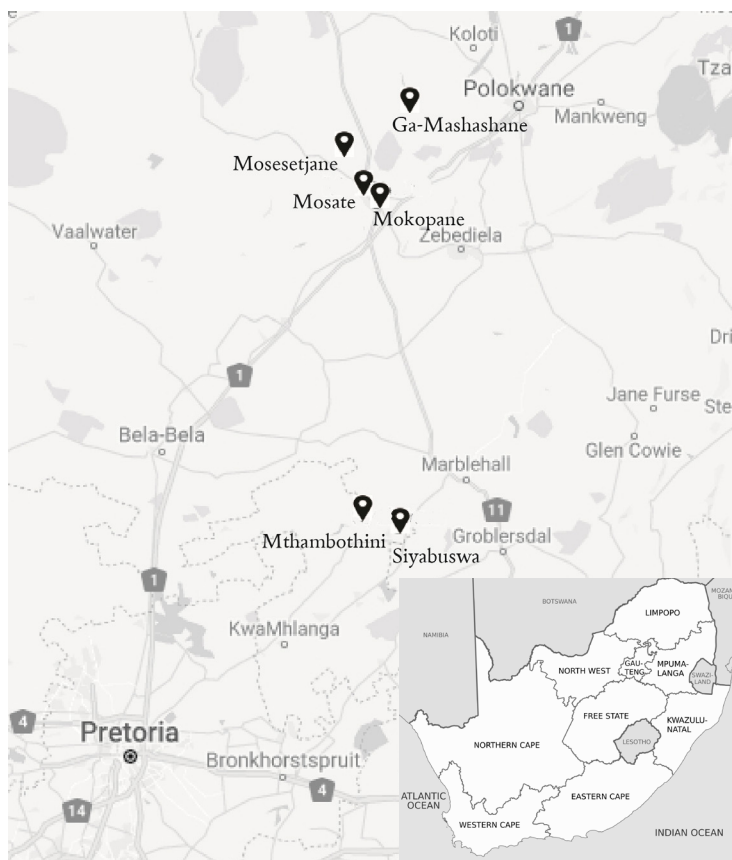 Koloti
1
Tza
Polokwane
Mankweng
Ga-Mashashane
Mosesetjane
Mosate
Mokopane
Vaalwater
Zebediela
Dri
1
Jane Furse
Ste
Bela-Bela
Glen Cowie
Marblehall
11
Mthambothini
Siyabuswa
Groblersdal
1
KwaMhlanga
4
Pretoria
Bronkhorstspruit
4
14
BOTSWANA
MOZAM
BIQU
LIMPOPO
NAMIBIA
NORTH WEST
GAU-
TENG
MPUMA-
LANGA
SWAZI-
LAND
FREE STATE
KWAZULU-
NATAL
LESOTHO
NORTHERN CAPE
ATLANTIC
OCEAN
EASTERN CAPE
WESTERN CAPE
INDIAN OCEAN